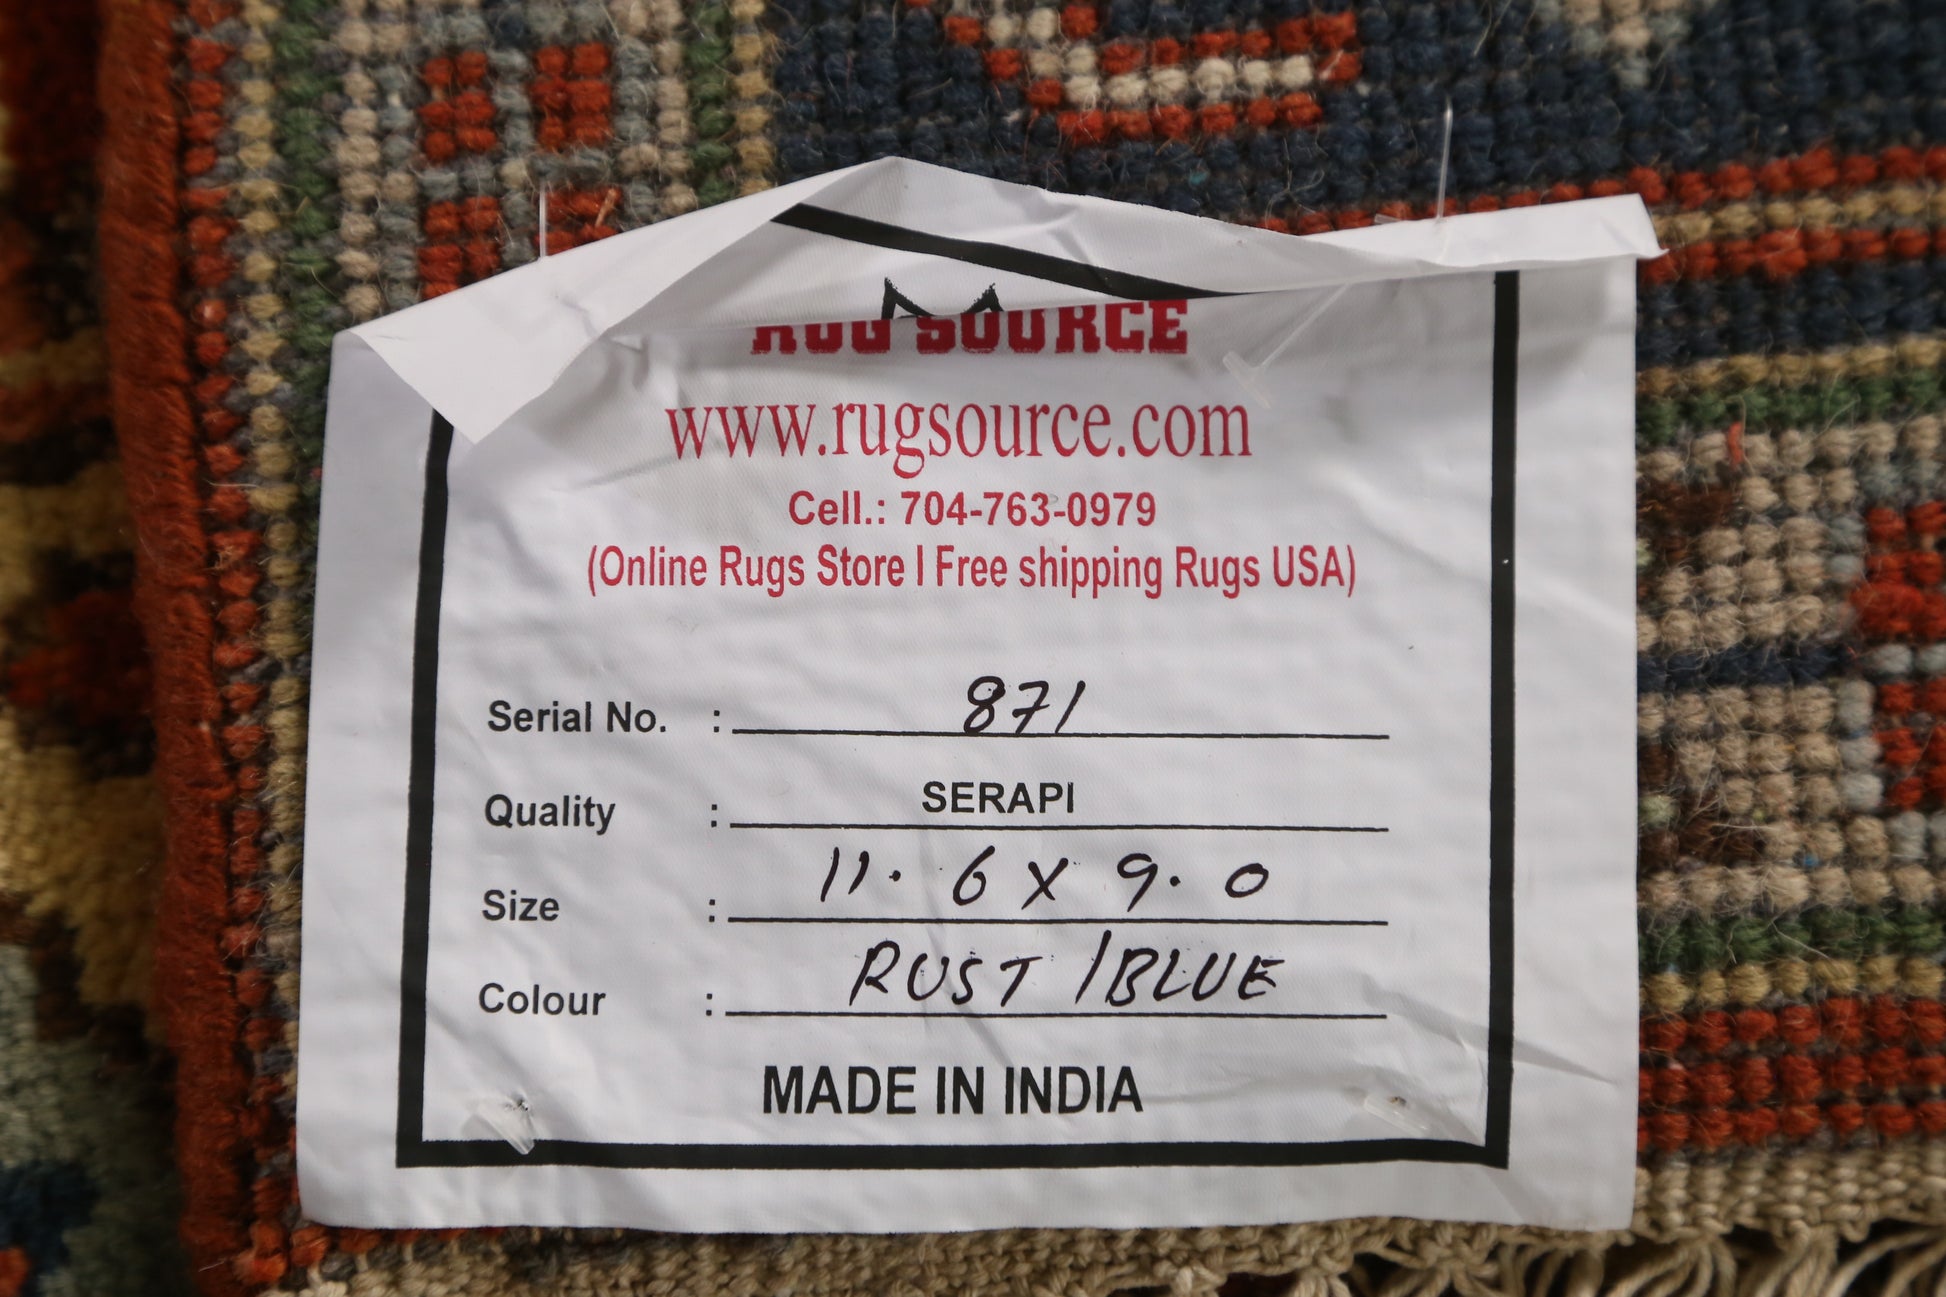 RUG SOURCE
www.rugsource.com
Cell.: 704-763-0979
(Online Rugs Store I Free shipping Rugs USA)
Serial No. : 871
Quality : SERAPI
Size : 11.6 X 9.0
Colour : RUST / BLUE
MADE IN INDIA